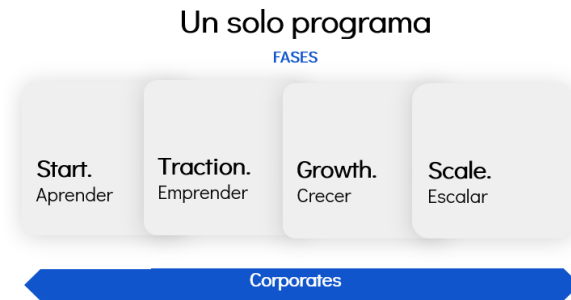 Un solo programa
FASES
Start.
Aprender
Traction.
Emprender
Growth.
Crecer
Scale.
Escalar
Corporates